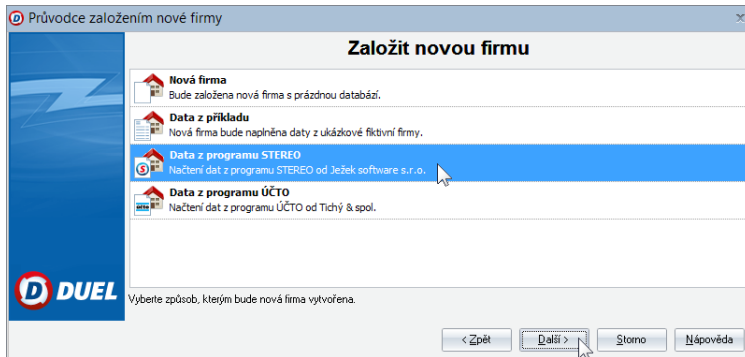 Průvodce založením nové firmy
Založit novou firmu
Nová firma
Bude založena nová firma s prázdnou databází.
Data z příkladu
Nová firma bude naplněna daty z ukázkové fiktivní firmy.
Data z programu STEREO
Načtení dat z programu STEREO od Ježek software s.r.o.
Data z programu ÚČTO
Načtení dat z programu ÚČTO od Tichý & spol.
DUEL
Vyberte způsob, kterým bude nová firma vytvořena.
< Zpět Další > Storno Nápověda